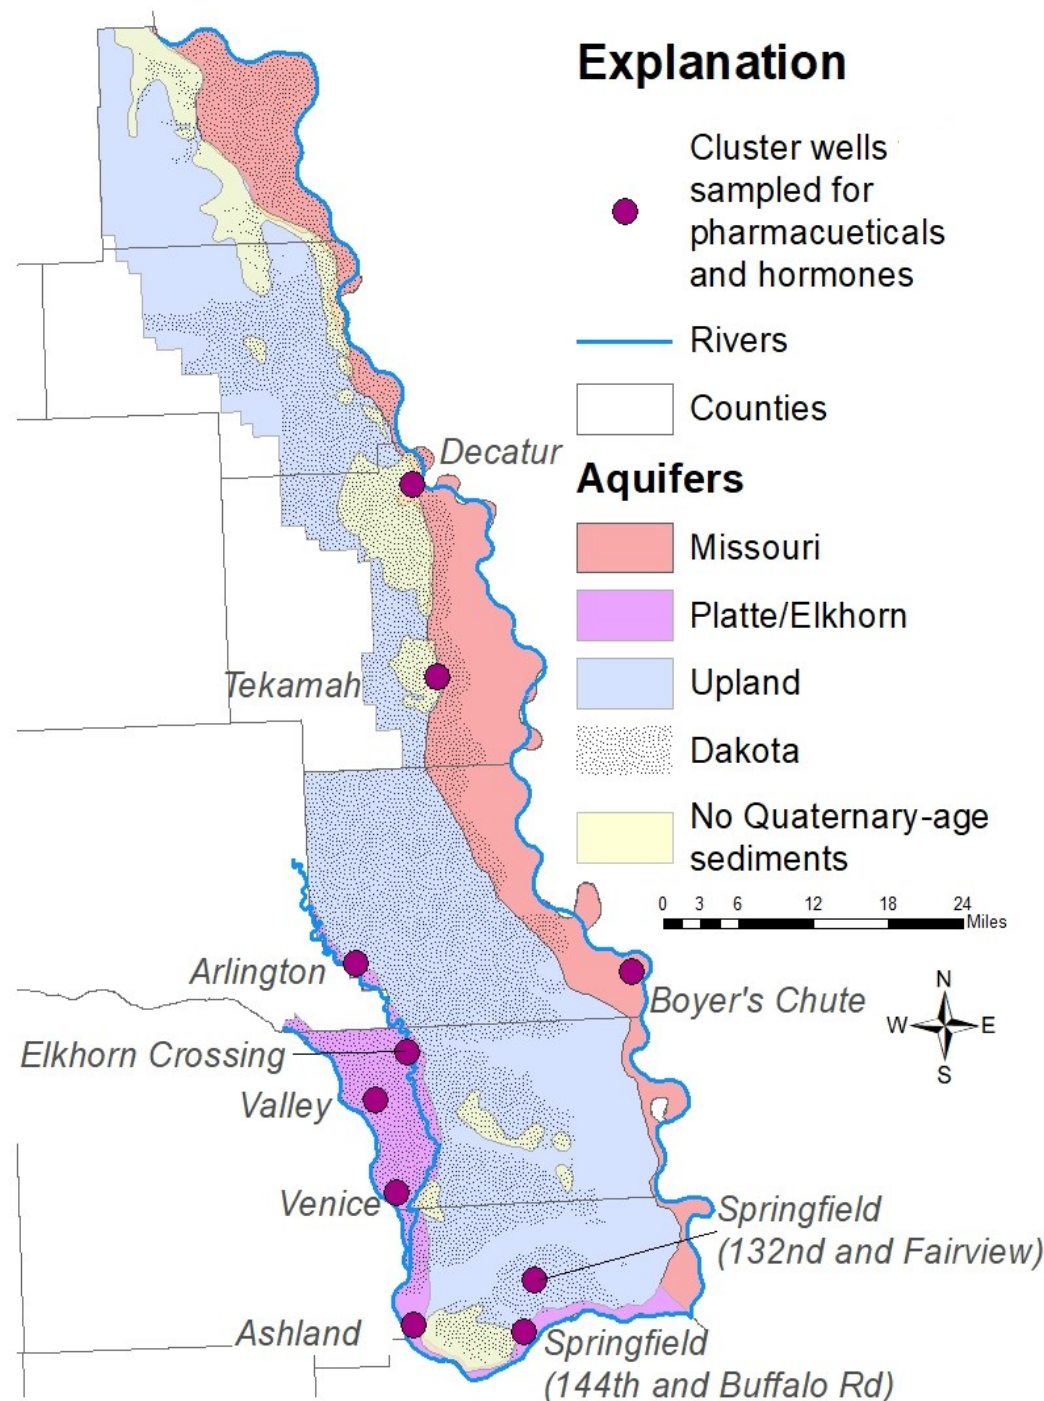 Explanation
Cluster wells
sampled for
pharmacueticals
and hormones
Rivers
Counties
Aquifers
Missouri
Platte/Elkhorn
Upland
Dakota
No Quaternary-age
sediments
0 3 6 12 18 24
Miles
N
W E
S
Decatur
Tekamah
Arlington
Boyer's Chute
Elkhorn Crossing
Valley
Venice
Springfield
(132nd and Fairview)
Ashland
Springfield
(144th and Buffalo Rd)